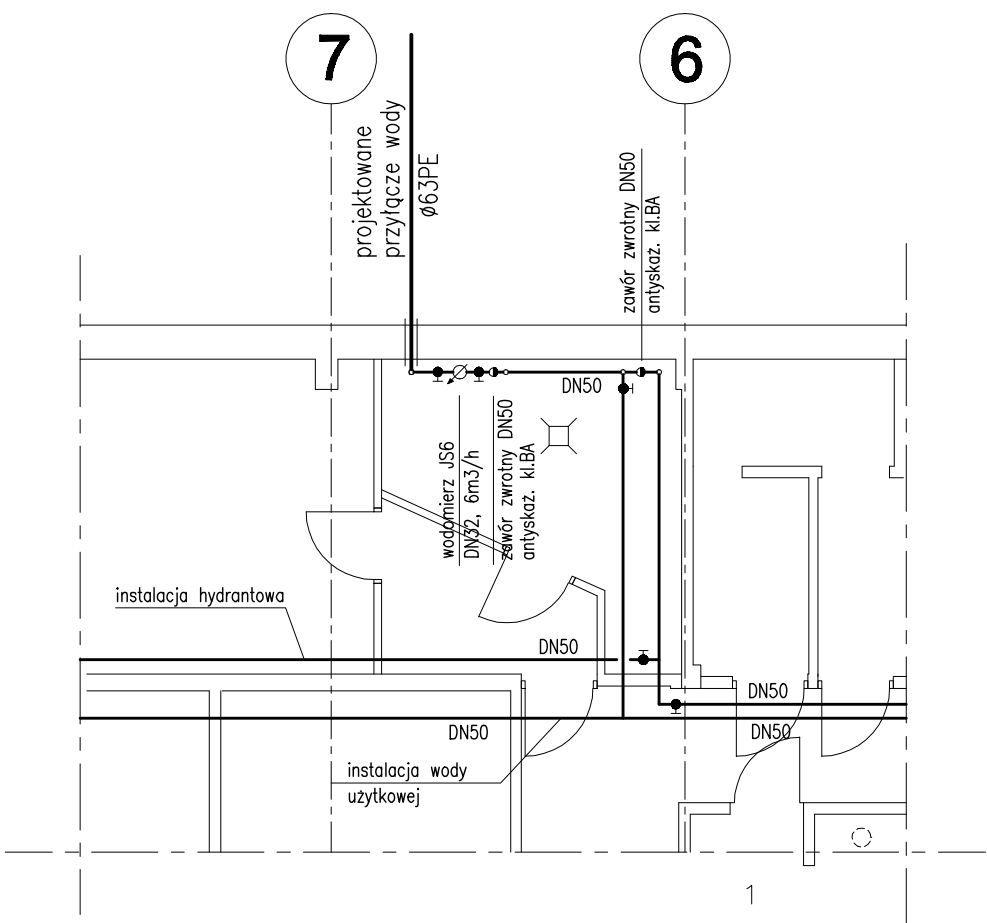 7
6
projektowane
przyłącze wody
ø63PE
zawór zwrotny DN50
antyskaż. kl.BA
DN50
wodomierz JS6
DN32, 6m3/h
zawór zwrotny DN50
antyskaż. kl.BA
instalacja hydrantowa
DN50
DN50
DN50
DN50
instalacja wody
użytkowej
1